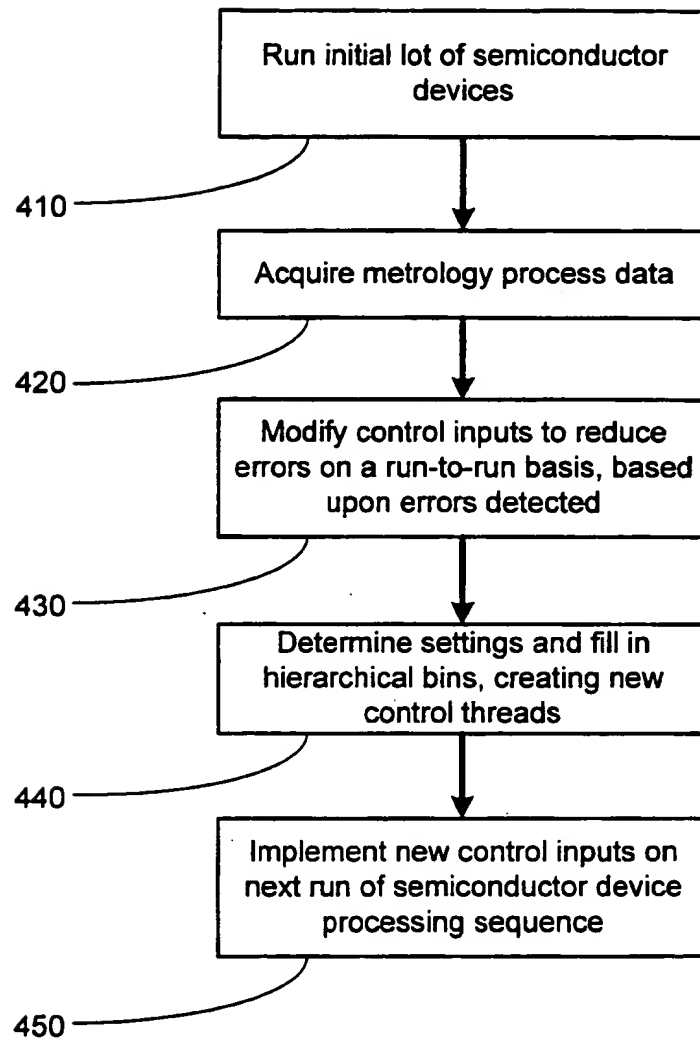 Run initial lot of semiconductor
devices
410
Acquire metrology process data
420
Modify control inputs to reduce
errors on a run-to-run basis, based
upon errors detected
430
Determine settings and fill in
hierarchical bins, creating new
control threads
440
Implement new control inputs on
next run of semiconductor device
processing sequence
450